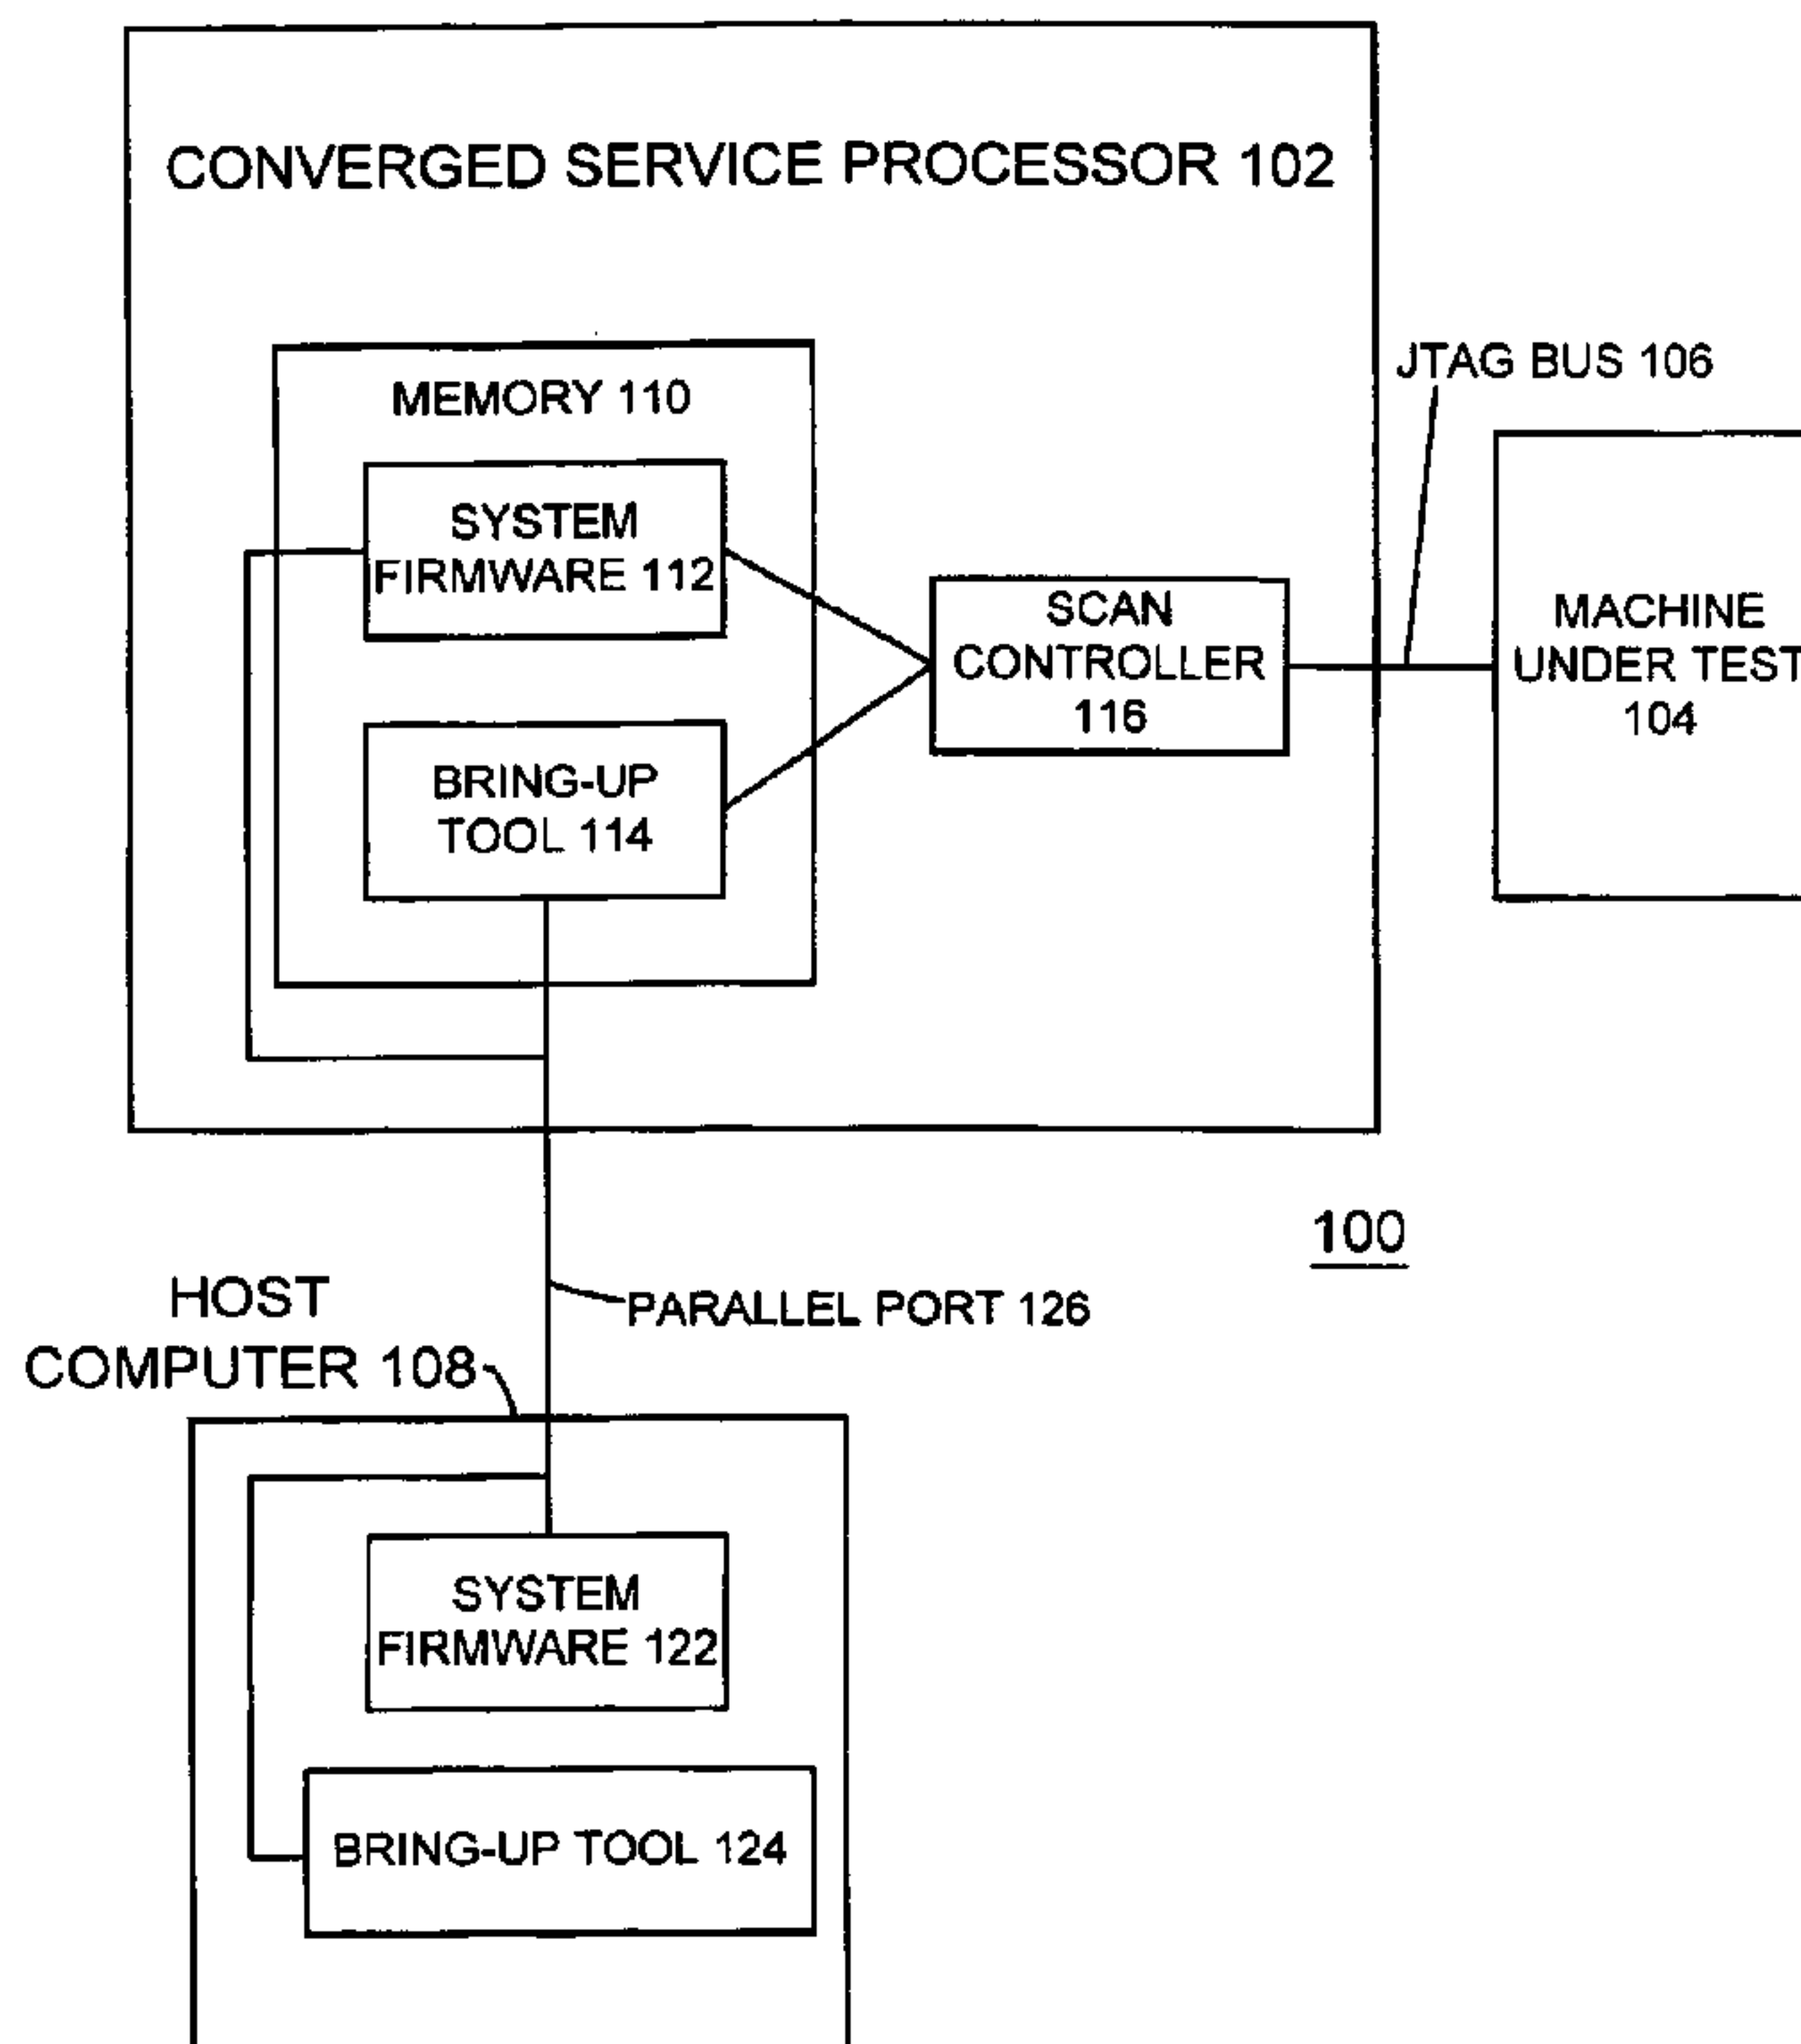 CONVERGED SERVICE PROCESSOR 102
MEMORY 110
SYSTEM
FIRMWARE 112
BRING-UP
TOOL 114
SCAN
CONTROLLER
116
JTAG BUS 106
MACHINE
UNDER TEST
104
100
HOST
COMPUTER 108
PARALLEL PORT 126
SYSTEM
FIRMWARE 122
BRING-UP TOOL 124